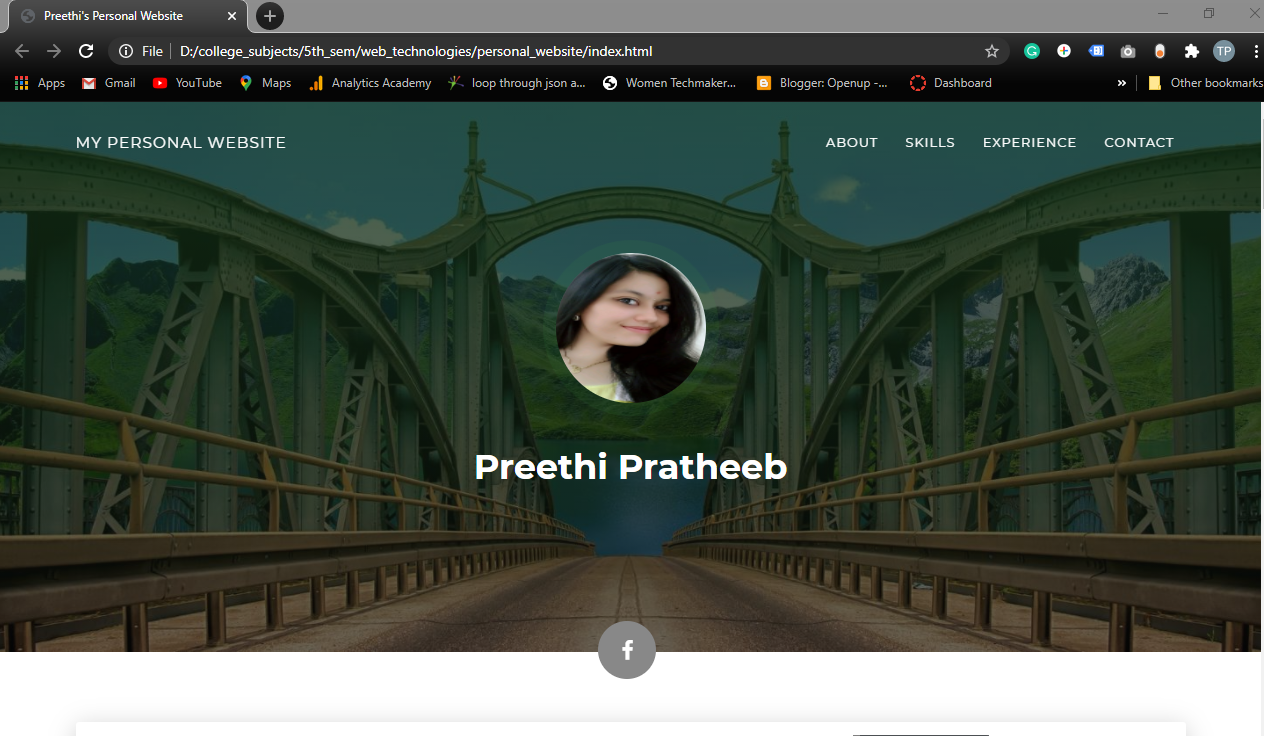 Preethi's Personal Website
File D:/college_subjects/5th_sem/web_technologies/personal_website/index.html
TP
Apps Gmail YouTube Maps Analytics Academy loop through json a... Women Techmaker... Blogger: Openup -... Dashboard » Other bookmarks
MY PERSONAL WEBSITE ABOUT SKILLS EXPERIENCE CONTACT
Preethi Pratheeb
f